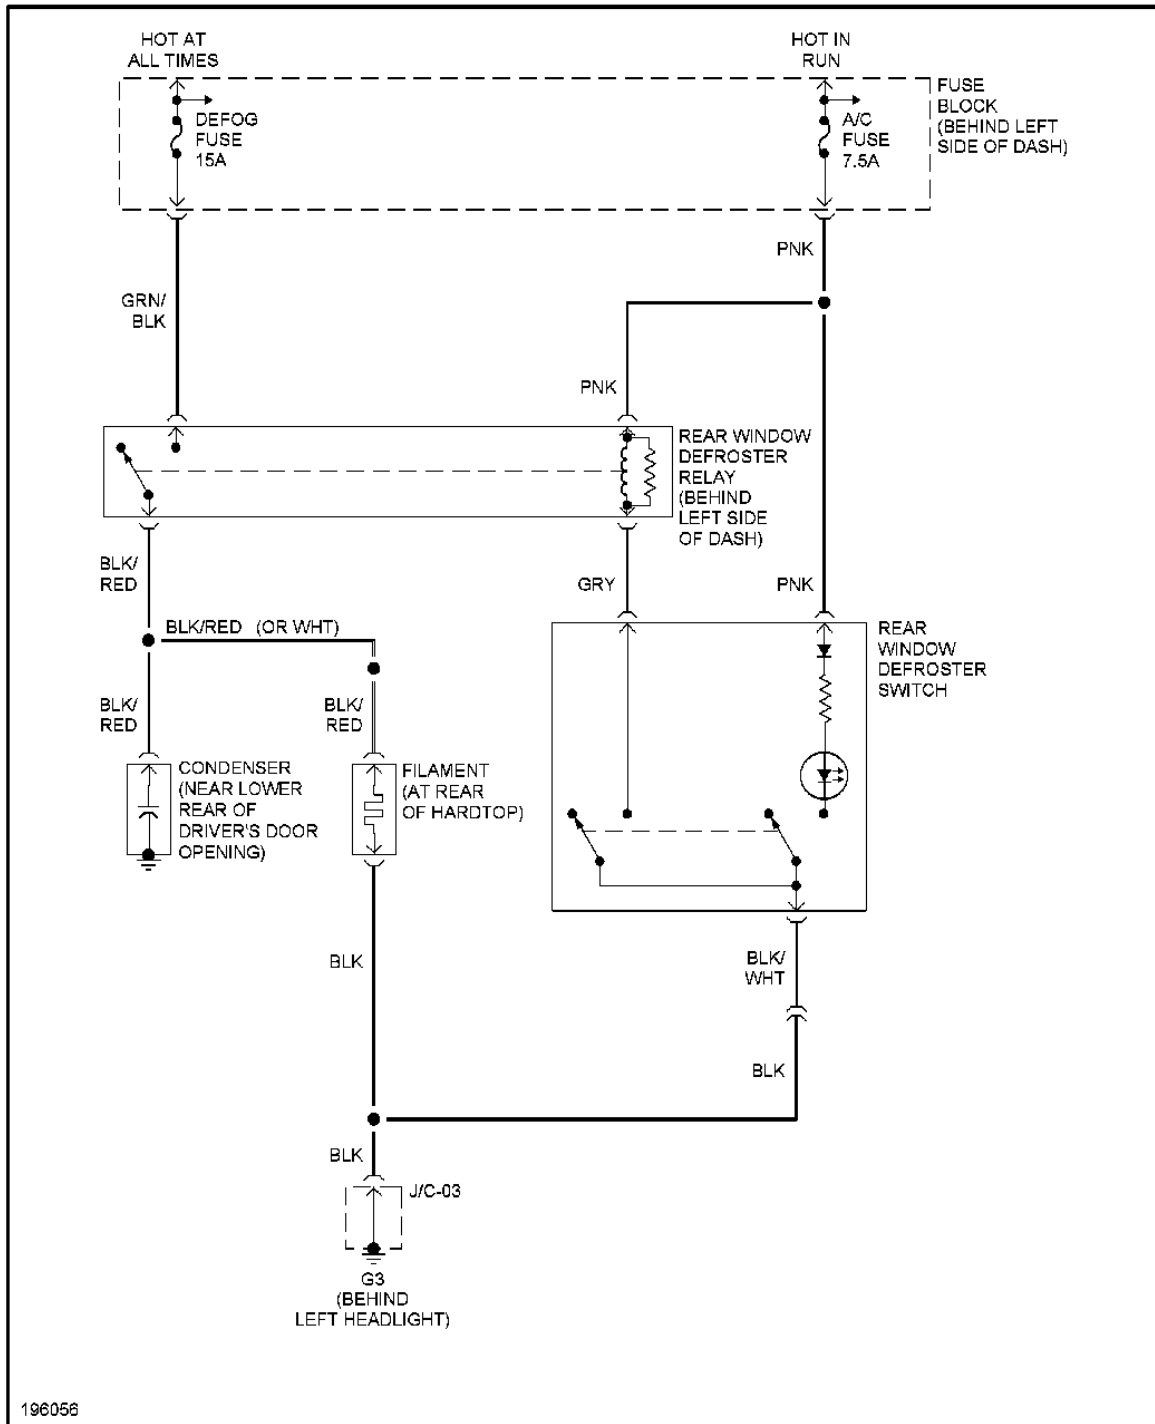 HOT AT
ALL TIMES
HOT IN
RUN
DEFOG
FUSE
15A
A/C
FUSE
7.5A
FUSE
BLOCK
(BEHIND LEFT
SIDE OF DASH)
PNK
GRN/
BLK
PNK
REAR WINDOW
DEFROSTER
RELAY
(BEHIND
LEFT SIDE
OF DASH)
BLK/
RED
GRY
PNK
BLK/RED (OR WHT)
REAR
WINDOW
DEFROSTER
SWITCH
BLK/
RED
BLK/
RED
CONDENSER
(NEAR LOWER
REAR OF
DRIVER'S DOOR
OPENING)
FILAMENT
(AT REAR
OF HARDTOP)
BLK
BLK/
WHT
BLK
BLK
J/C-03
G3
(BEHIND
LEFT HEADLIGHT)
196056